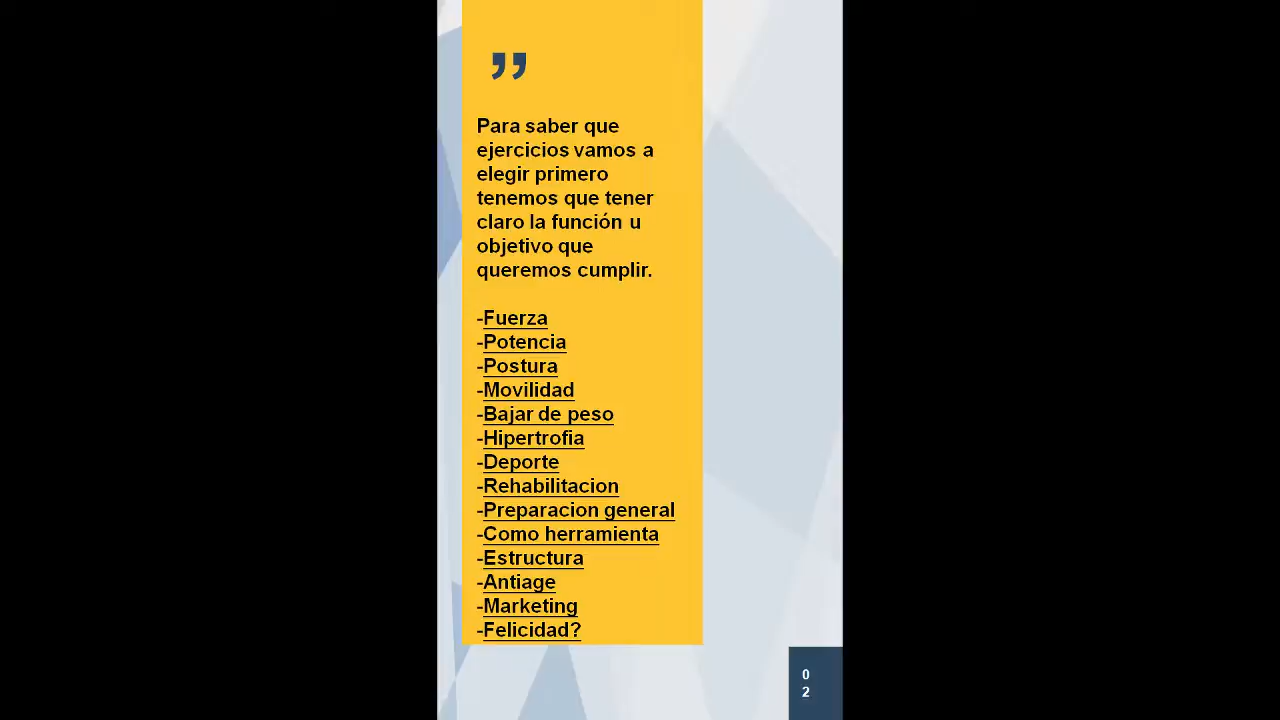 ”
Para saber que
ejercicios vamos a
elegir primero
tenemos que tener
claro la función u
objetivo que
queremos cumplir.
-Fuerza
-Potencia
-Postura
-Movilidad
-Bajar de peso
-Hipertrofia
-Deporte
-Rehabilitacion
-Preparacion general
-Como herramienta
-Estructura
-Antiage
-Marketing
-Felicidad?
0
2